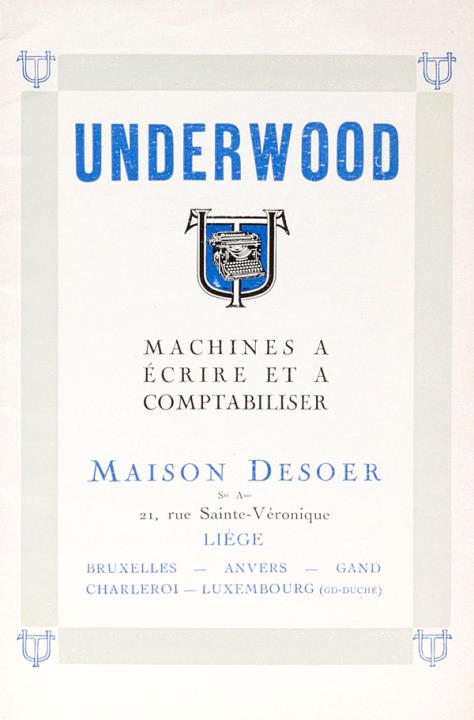 UNDERWOOD
MACHINES A
ÉCRIRE ET A
COMPTABILISER
MAISON DESOER
Sté Ame
21, rue Sainte-Véronique
LIÉGE
BRUXELLES — ANVERS — GAND
CHARLEROI — LUXEMBOURG (GD-DUCHÉ)